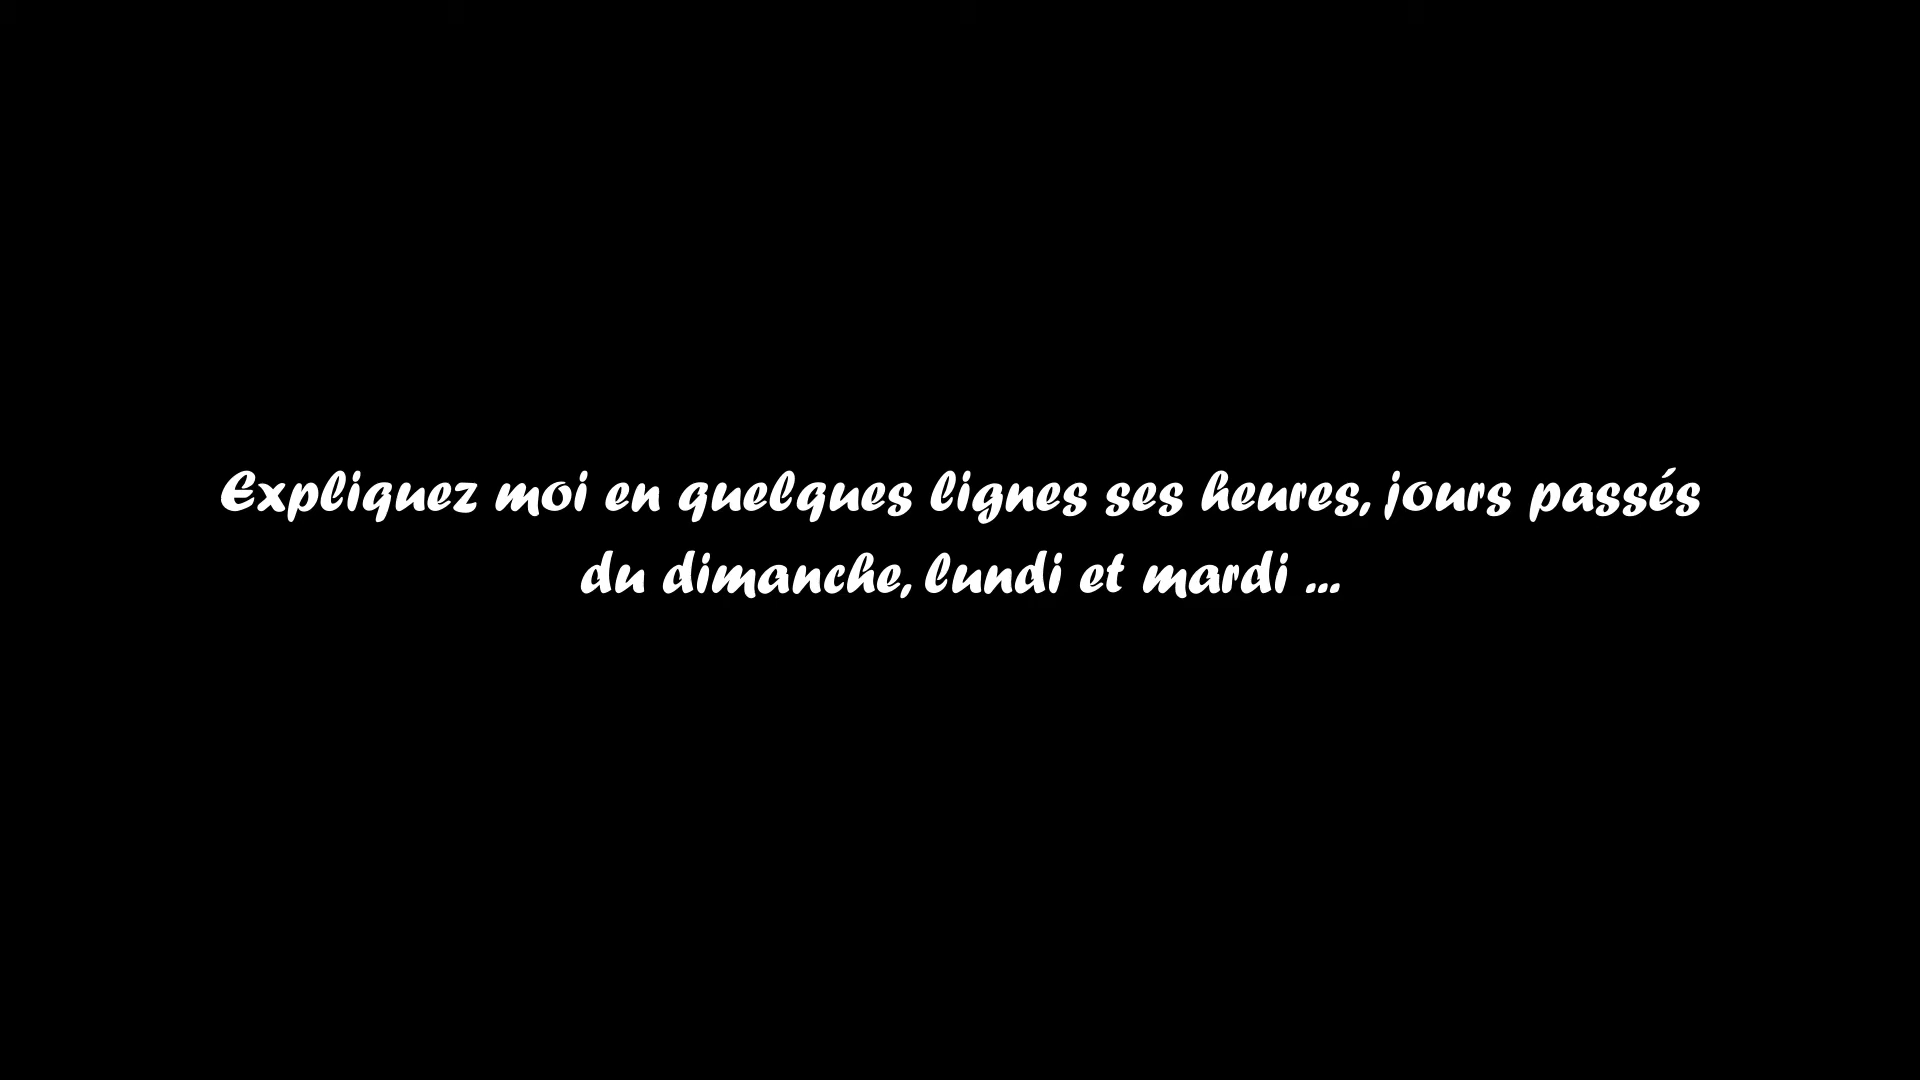 Expliquez moi en quelques lignes ses heures, jours passés
du dimanche, lundi et mardi ...